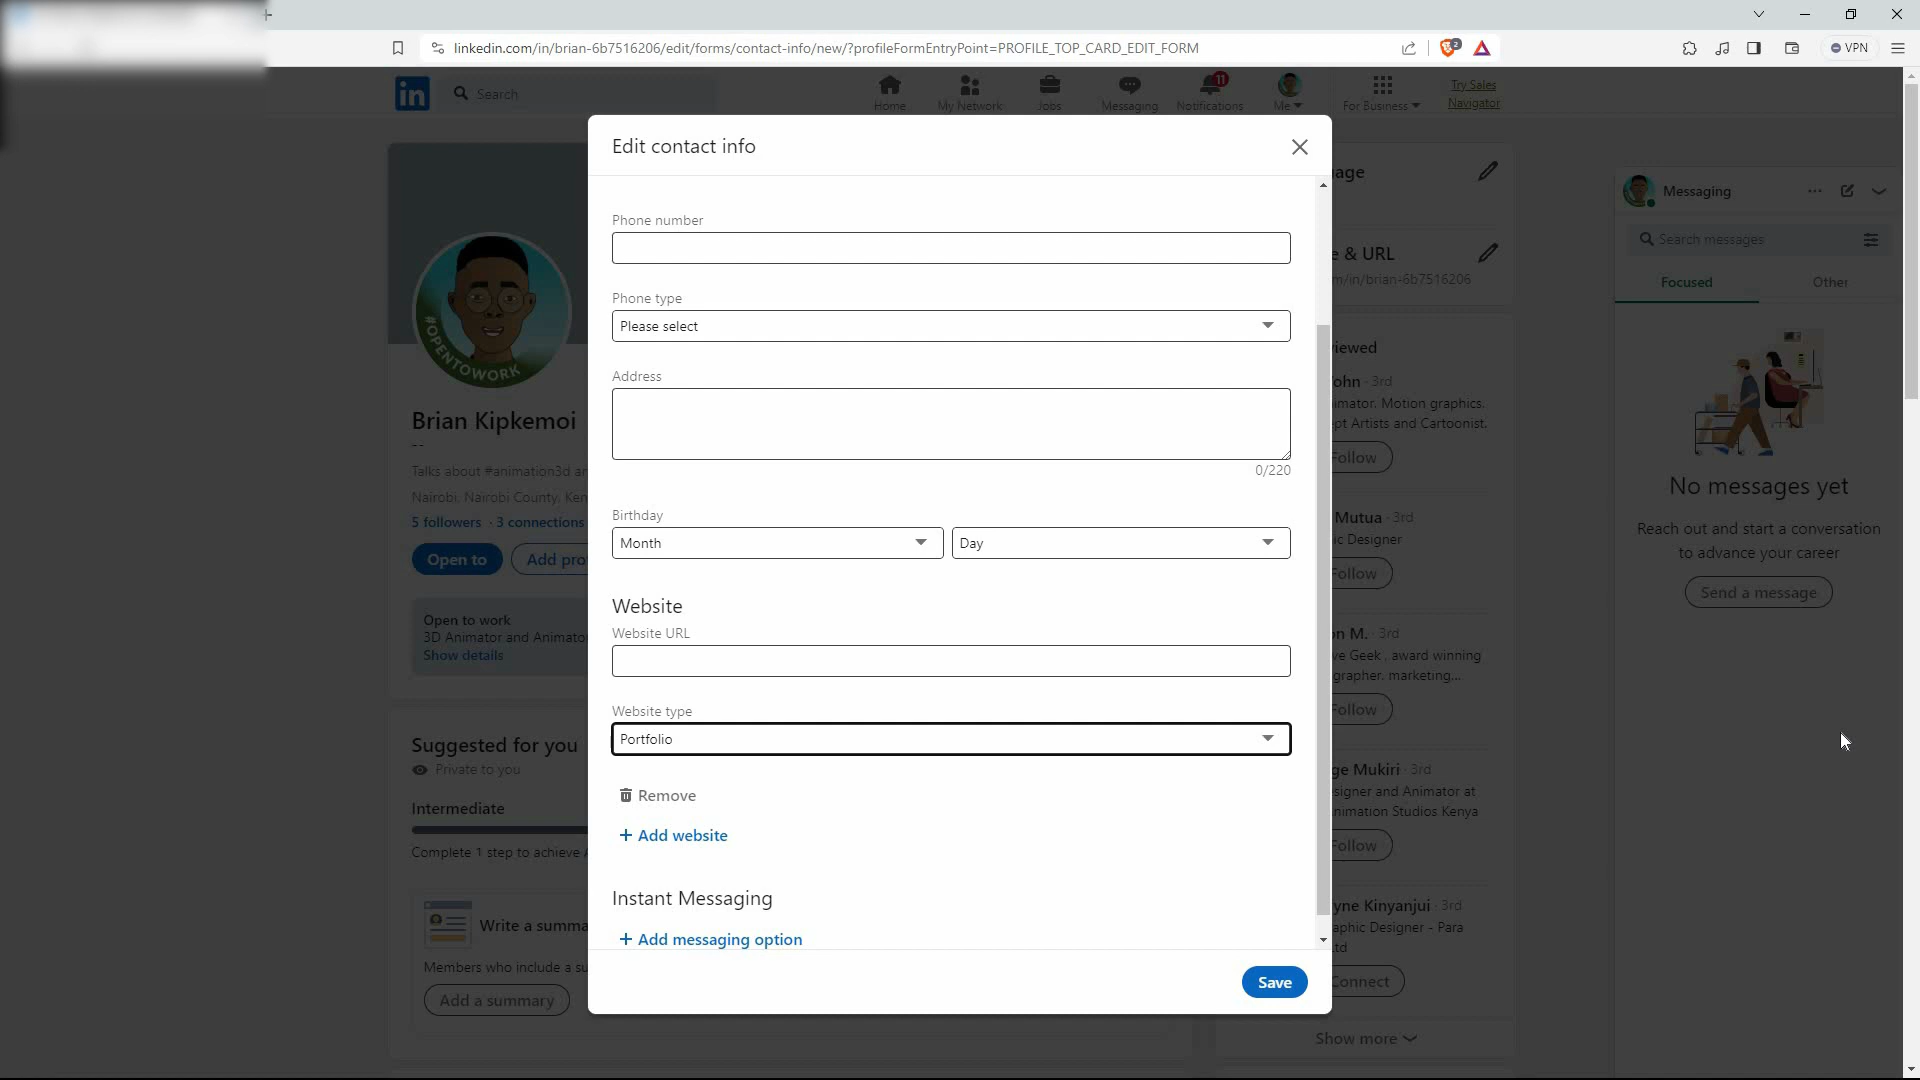 linkedin.com/in/brian-6b7516206/edit/forms/contact-info/new/?profileFormEntryPoint=PROFILE_TOP_CARD_EDIT_FORM
2
VPN
in
Search
Home
My Network
Jobs
Messaging
11
Notifications
Me
For Business
Try Sales
Navigator
Edit contact info
Phone number
Phone type
Please select
Address
0/220
Birthday
Month
Day
Website
Website URL
Website type
Portfolio
Remove
+ Add website
Instant Messaging
+ Add messaging option
Save
#OPENTOWORK
Brian Kipkemoi
--
Talks about #animation3d an
Nairobi, Nairobi County, Ken
5 followers · 3 connections
Open to
Add pro
Open to work
3D Animator and Animato
Show details
Suggested for you
Private to you
Intermediate
Complete 1 step to achieve
Write a summa
Members who include a su
Add a summary
age
e & URL
m/in/brian-6b7516206
iewed
ohn · 3rd
imator, Motion graphics,
pt Artists and Cartoonist.
Follow
Mutua · 3rd
ic Designer
Follow
on M. · 3rd
ve Geek , award winning
grapher. marketing...
Follow
ge Mukiri · 3rd
signer and Animator at
nimation Studios Kenya
Follow
yne Kinyanjui · 3rd
aphic Designer - Para
td
Connect
Show more
Messaging
Search messages
Focused
Other
No messages yet
Reach out and start a conversation
to advance your career
Send a message